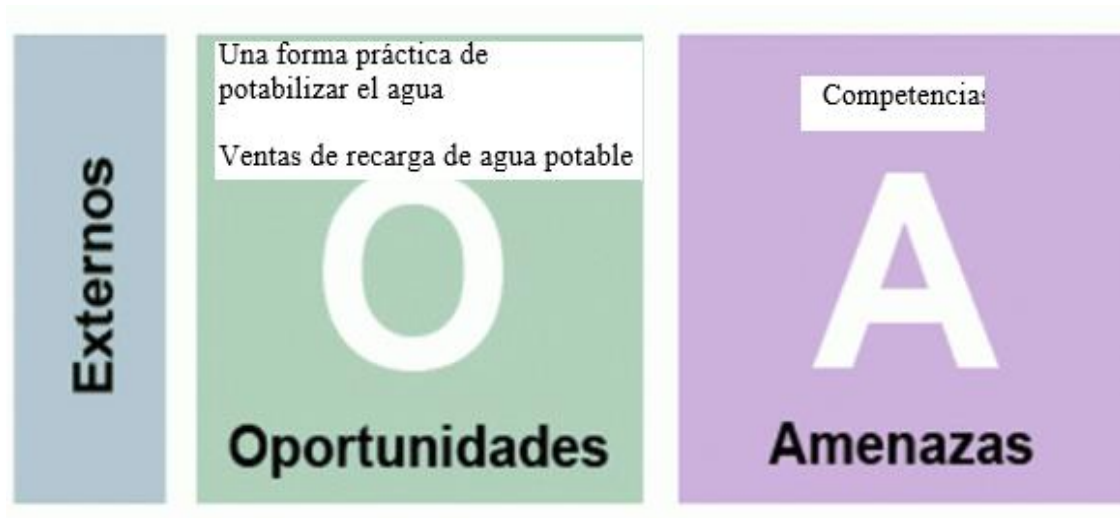 Externos
Una forma práctica de
potabilizar el agua
Ventas de recarga de agua potable
O
Oportunidades
Competencias
A
Amenazas